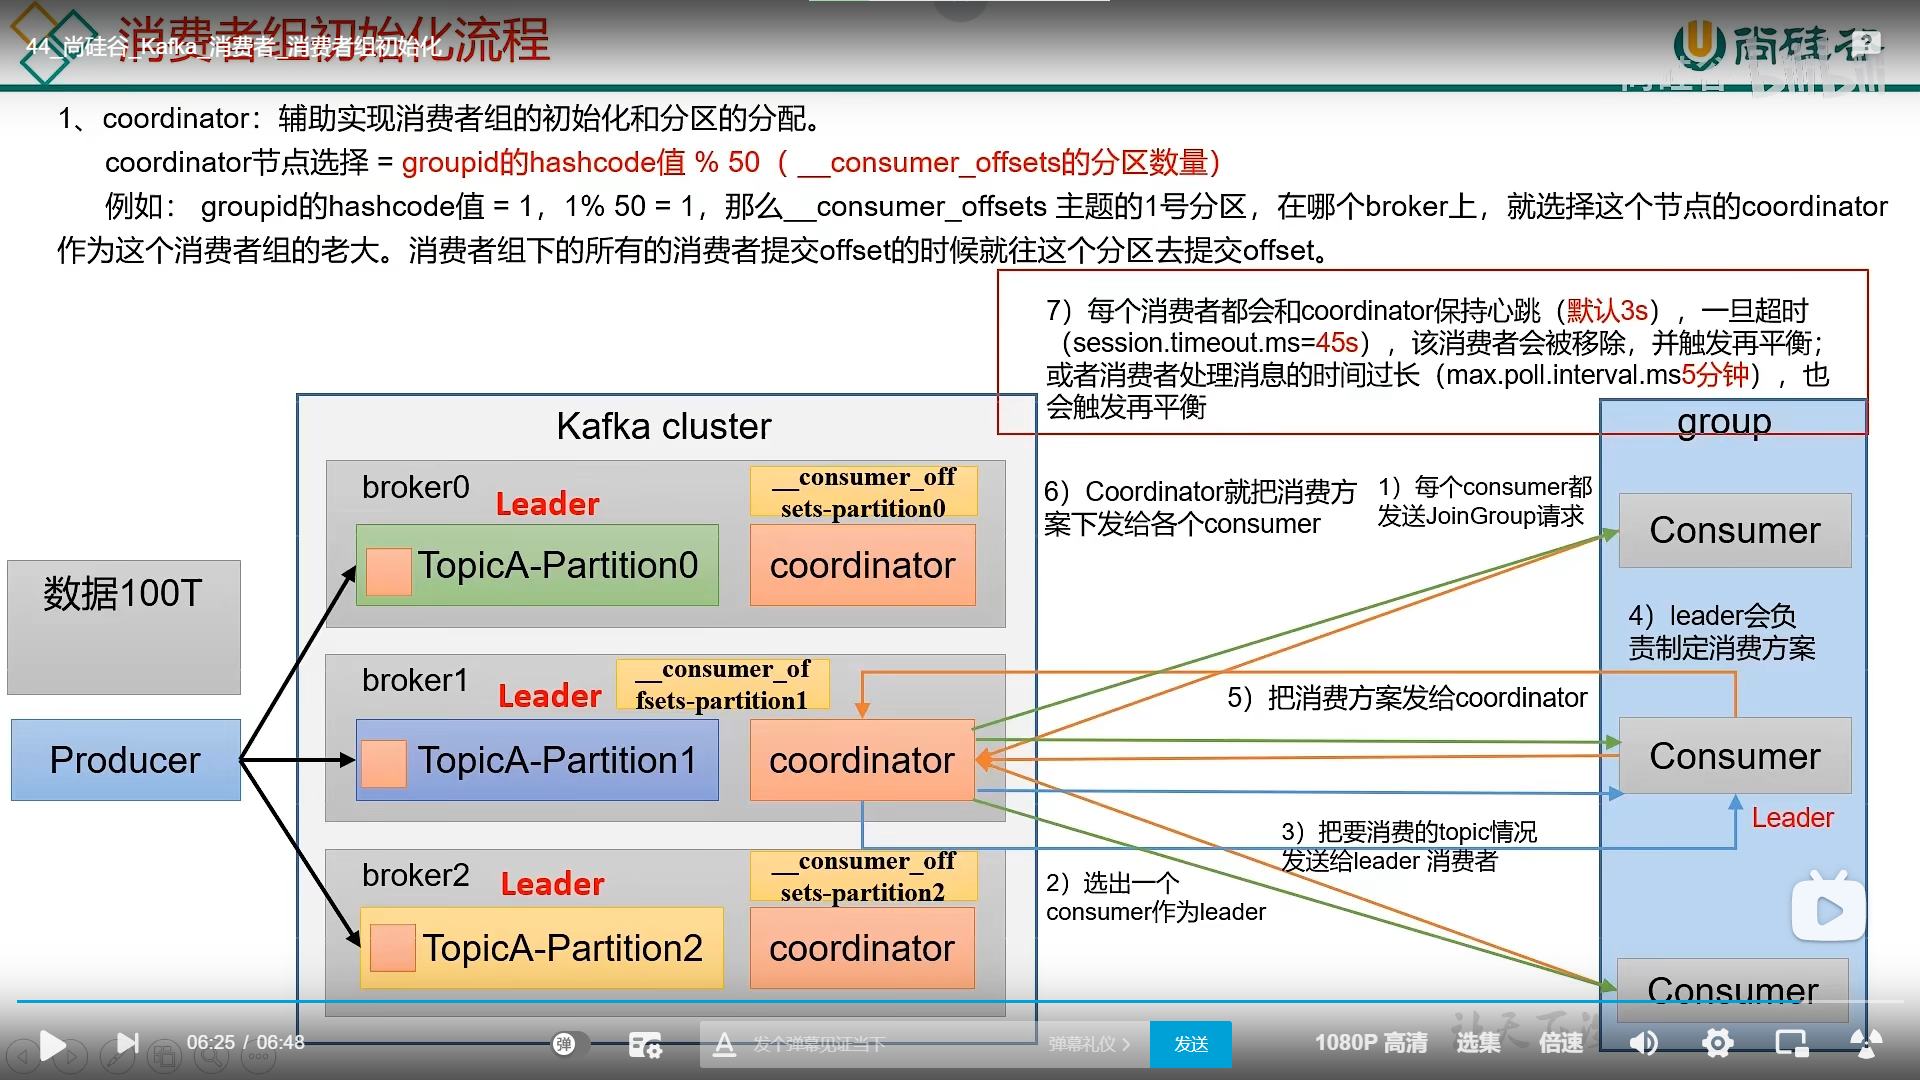 消费者组初始化流程
44_尚硅谷_Kafka_消费者_消费者组初始化
尚硅谷
1、coordinator：辅助实现消费者组的初始化和分区的分配。
coordinator节点选择 = groupid的hashcode值 % 50（ __consumer_offsets的分区数量）
例如： groupid的hashcode值 = 1，1% 50 = 1，那么__consumer_offsets 主题的1号分区，在哪个broker上，就选择这个节点的coordinator
作为这个消费者组的老大。消费者组下的所有的消费者提交offset的时候就往这个分区去提交offset。
7）每个消费者都会和coordinator保持心跳（默认3s），一旦超时
（session.timeout.ms=45s），该消费者会被移除，并触发再平衡；
或者消费者处理消息的时间过长（max.poll.interval.ms5分钟），也
会触发再平衡
Kafka cluster
group
broker0
Leader
__consumer_off
sets-partition0
TopicA-Partition0
coordinator
6）Coordinator就把消费方
案下发给各个consumer
1）每个consumer都
发送JoinGroup请求
Consumer
数据100T
4）leader会负
责制定消费方案
broker1
Leader
__consumer_of
fsets-partition1
5）把消费方案发给coordinator
Producer
TopicA-Partition1
coordinator
Consumer
Leader
3）把要消费的topic情况
发送给leader 消费者
broker2
Leader
__consumer_off
sets-partition2
2）选出一个
consumer作为leader
TopicA-Partition2
coordinator
Consumer
06:25 / 06:48
弹
发个弹幕见证当下
弹幕礼仪
发送
1080P 高清
选集
倍速